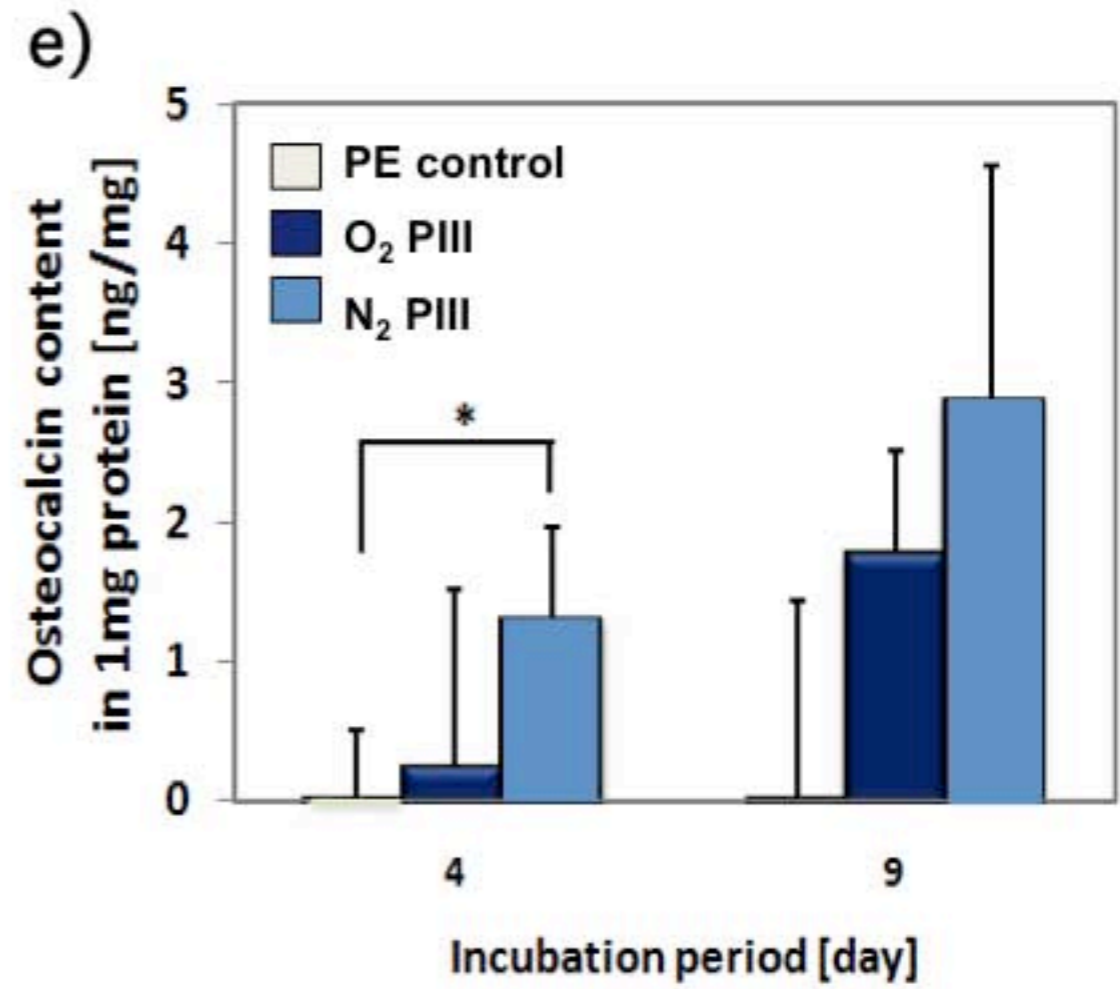 e)
Osteocalcin content
in 1mg protein [ng/mg]
5
4
3
2
1
0
PE control
O₂ PIII
N₂ PIII
*
4
9
Incubation period [day]